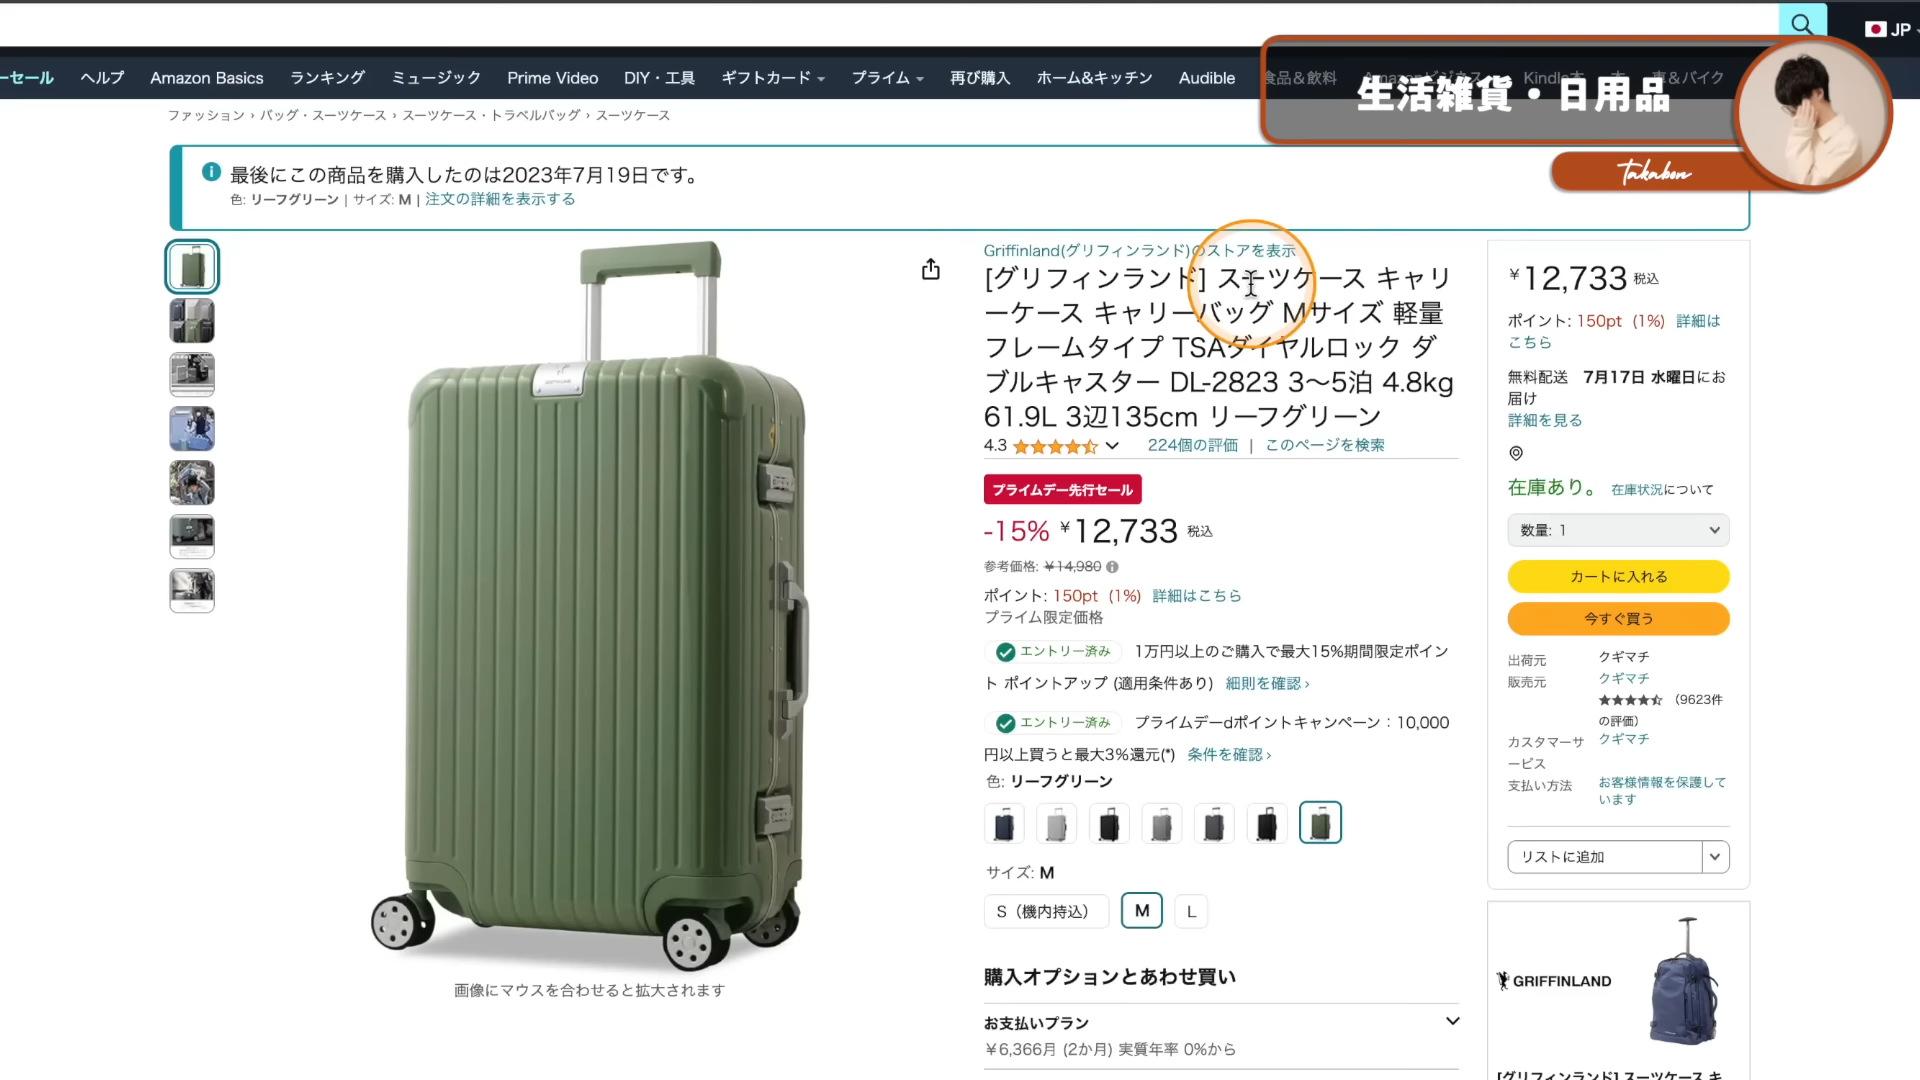 JP
ーセール ヘルプ Amazon Basics ランキング ミュージック Prime Video DIY・工具 ギフトカード プライム 再び購入 ホーム&キッチン Audible 食品&飲料
生活雑貨・日用品
Takabon
ファッション › バッグ・スーツケース › スーツケース・トラベルバッグ › スーツケース
最後にこの商品を購入したのは2023年7月19日です。
色: リーフグリーン | サイズ: M | 注文の詳細を表示する
Griffinland(グリフィンランド)のストアを表示
[グリフィンランド] スーツケース キャリ
ーケース キャリーバッグ Mサイズ 軽量
フレームタイプ TSAダイヤルロック ダ
ブルキャスター DL-2823 3〜5泊 4.8kg
61.9L 3辺135cm リーフグリーン
4.3 224個の評価 | このページを検索
プライムデー先行セール
-15% ￥12,733 税込
参考価格: ￥14,980
ポイント: 150pt (1%) 詳細はこちら
プライム限定価格
エントリー済み 1万円以上のご購入で最大15%期間限定ポイン
ト ポイントアップ (適用条件あり) 細則を確認 ›
エントリー済み プライムデーdポイントキャンペーン：10,000
円以上買うと最大3％還元(*) 条件を確認 ›
色: リーフグリーン
サイズ: M
S（機内持込） M L
購入オプションとあわせ買い
お支払いプラン
￥6,366月 (2か月) 実質年率 0%から
画像にマウスを合わせると拡大されます
￥12,733 税込
ポイント: 150pt (1%) 詳細は
こちら
無料配送 7月17日 水曜日にお
届け
詳細を見る
在庫あり。 在庫状況について
数量: 1
カートに入れる
今すぐ買う
出荷元 クギマチ
販売元 クギマチ
（9623件
の評価）
カスタマーサ クギマチ
ービス
支払い方法 お客様情報を保護して
います
リストに追加
GRIFFINLAND
[グリフィンランド] スーツケース キ